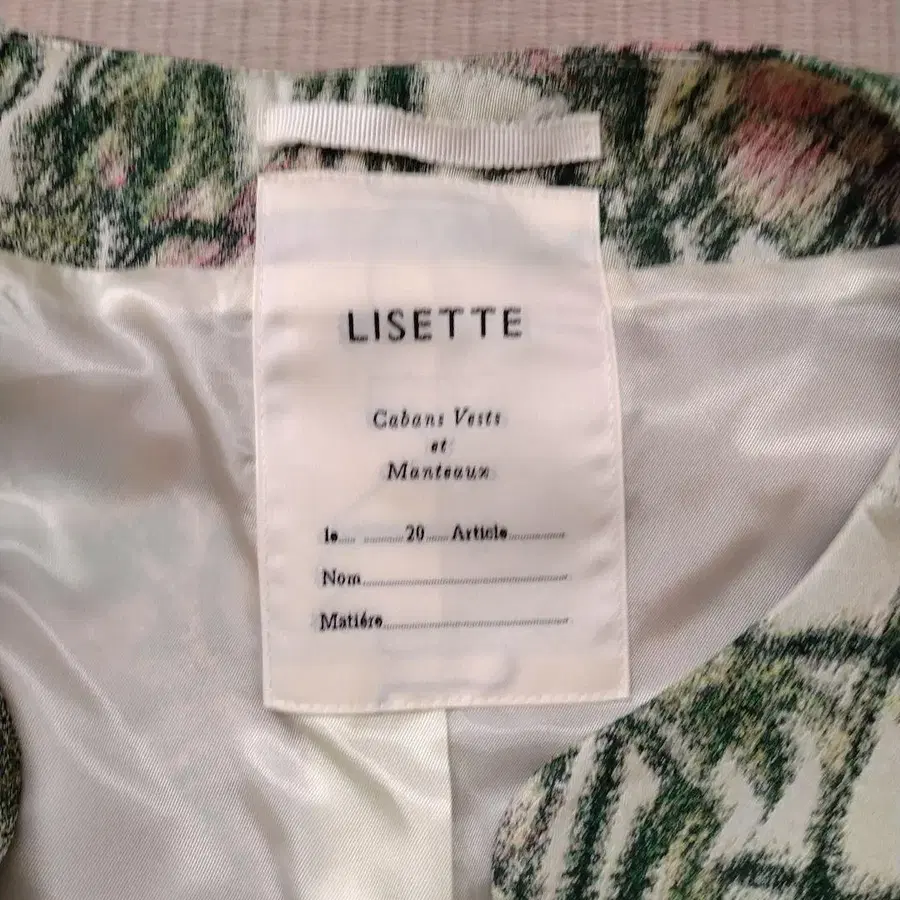 LISETTE
Cabans Vests
et
Manteaux
le............20......Article............
Nom............
Matiére............